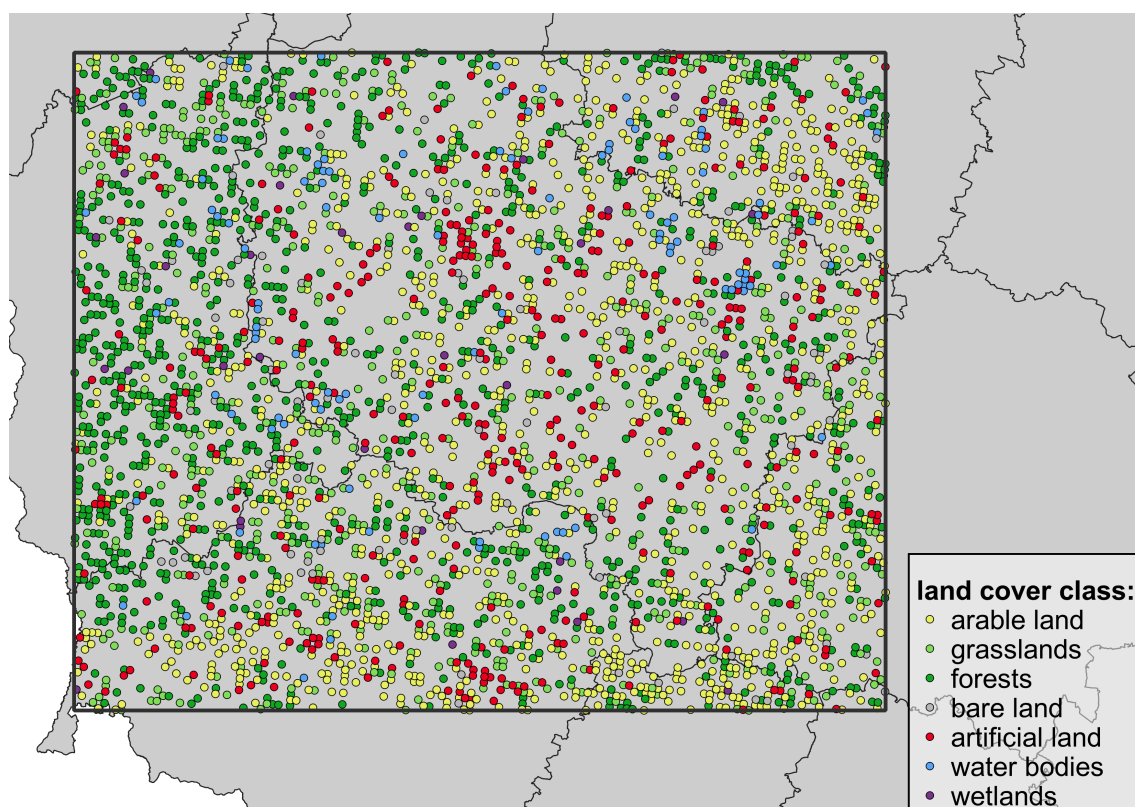 land cover class:
arable land
grasslands
forests
bare land
artificial land
water bodies
wetlands